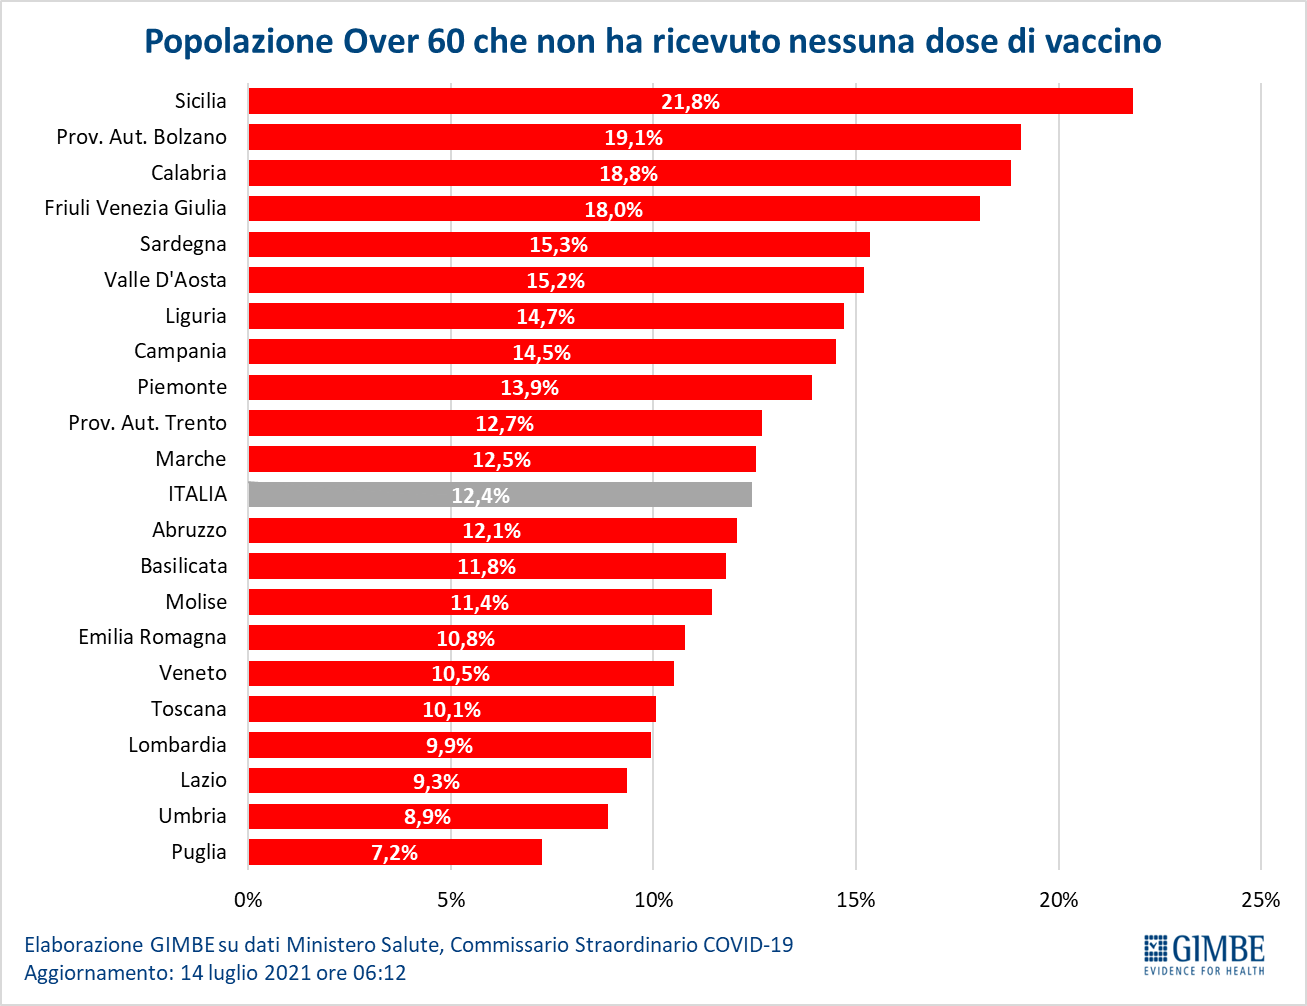 Popolazione Over 60 che non ha ricevuto nessuna dose di vaccino
Sicilia 21,8%
Prov. Aut. Bolzano 19,1%
Calabria 18,8%
Friuli Venezia Giulia 18,0%
Sardegna 15,3%
Valle D'Aosta 15,2%
Liguria 14,7%
Campania 14,5%
Piemonte 13,9%
Prov. Aut. Trento 12,7%
Marche 12,5%
ITALIA 12,4%
Abruzzo 12,1%
Basilicata 11,8%
Molise 11,4%
Emilia Romagna 10,8%
Veneto 10,5%
Toscana 10,1%
Lombardia 9,9%
Lazio 9,3%
Umbria 8,9%
Puglia 7,2%
0% 5% 10% 15% 20% 25%
Elaborazione GIMBE su dati Ministero Salute, Commissario Straordinario COVID-19
Aggiornamento: 14 luglio 2021 ore 06:12
GIMBE
EVIDENCE FOR HEALTH